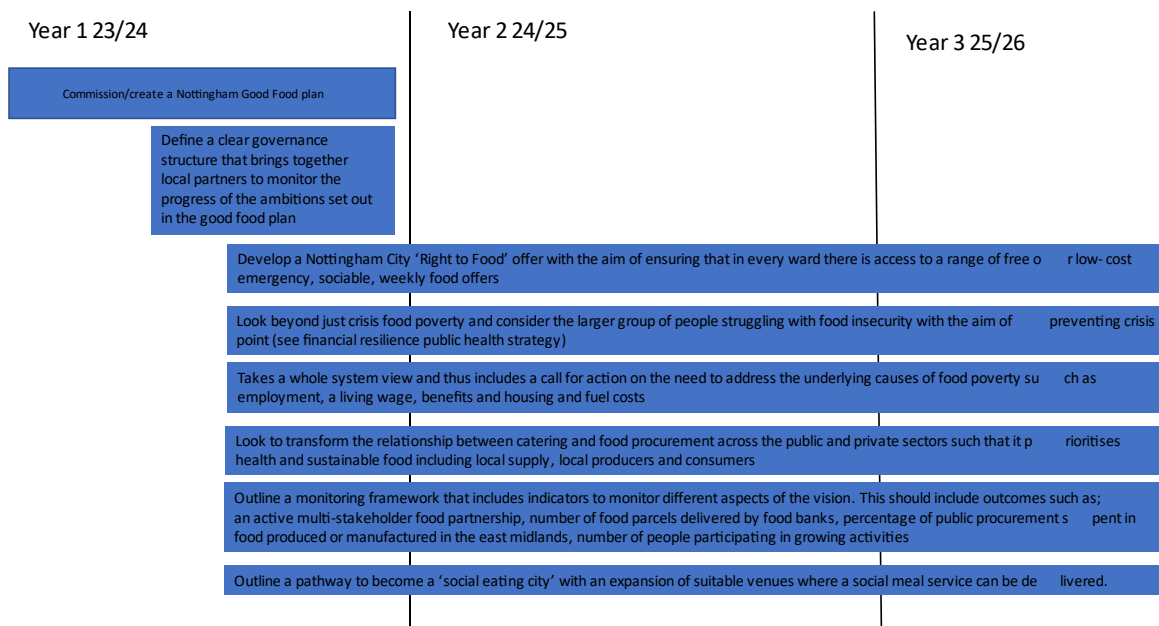 Year 1 23/24
Year 2 24/25
Year 3 25/26
Commission/create a Nottingham Good Food plan
Define a clear governance
structure that brings together
local partners to monitor the
progress of the ambitions set out
in the good food plan
Develop a Nottingham City ‘Right to Food’ offer with the aim of ensuring that in every ward there is access to a range of free o r low- cost
emergency, sociable, weekly food offers
Look beyond just crisis food poverty and consider the larger group of people struggling with food insecurity with the aim of preventing crisis
point (see financial resilience public health strategy)
Takes a whole system view and thus includes a call for action on the need to address the underlying causes of food poverty su ch as
employment, a living wage, benefits and housing and fuel costs
Look to transform the relationship between catering and food procurement across the public and private sectors such that it p rioritises
health and sustainable food including local supply, local producers and consumers
Outline a monitoring framework that includes indicators to monitor different aspects of the vision. This should include outcomes such as;
an active multi-stakeholder food partnership, number of food parcels delivered by food banks, percentage of public procurement s pent in
food produced or manufactured in the east midlands, number of people participating in growing activities
Outline a pathway to become a ‘social eating city’ with an expansion of suitable venues where a social meal service can be de livered.